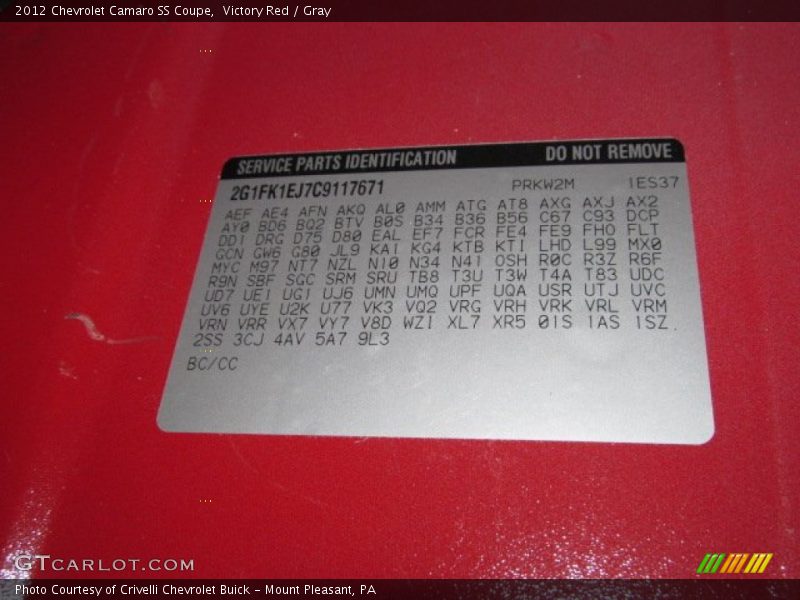 2012 Chevrolet Camaro SS Coupe, Victory Red / Gray
SERVICE PARTS IDENTIFICATION DO NOT REMOVE
2G1FK1EJ7C9117671 PRKW2M 1ES37
AEF AE4 AFN AKQ AL0 AMM ATG AT8 AXG AXJ AX2
AY0 BD6 BQ2 BTV B0S B34 B36 B56 C67 C93 DCP
DD1 DRG D75 D80 EAL EF7 FCR FE4 FE9 FHO FLT
GCN GW6 G80 JL9 KA1 KG4 KTB KTI LHD L99 MX0
MYC M97 NT7 NZL N10 N34 N41 OSH R0C R3Z R6F
R9N SBF SGC SRM SRU TB8 T3U T3W T4A T83 UDC
UD7 UE1 UG1 UJ6 UMN UMQ UPF UQA USR UTJ UVC
UV6 UYE U2K U77 VK3 VQ2 VRG VRH VRK VRL VRM
VRN VRR VX7 VY7 V8D WZ1 XL7 XR5 01S 1AS 1SZ
2SS 3CJ 4AV 5A7 9L3
BC/CC
GTCARLOT.COM
Photo Courtesy of Crivelli Chevrolet Buick - Mount Pleasant, PA